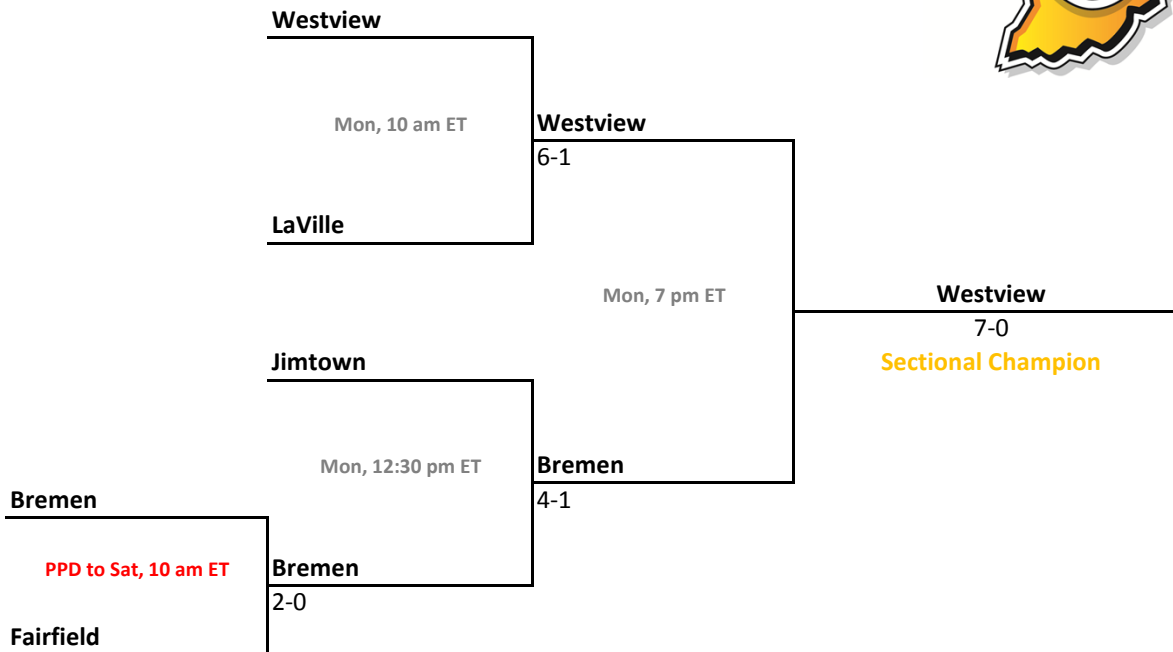 Westview
Mon, 10 am ET
Westview
6-1
LaVille
Mon, 7 pm ET
Westview
7-0
Sectional Champion
Jimtown
Mon, 12:30 pm ET
Bremen
4-1
Bremen
PPD to Sat, 10 am ET
Bremen
2-0
Fairfield